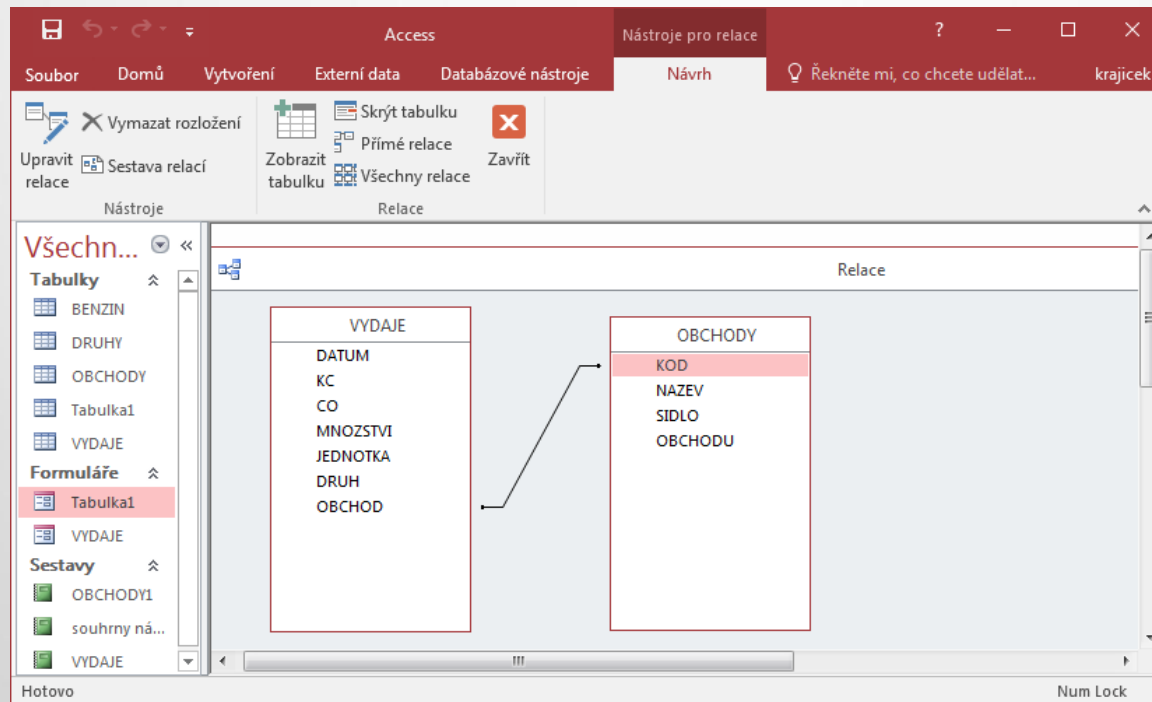 Access
Nástroje pro relace
?
Soubor
Domů
Vytvoření
Externí data
Databázové nástroje
Návrh
Řekněte mi, co chcete udělat...
krajicek
Upravit
relace
Vymazat rozložení
Sestava relací
Nástroje
Zobrazit
tabulku
Skrýt tabulku
Přímé relace
Všechny relace
Zavřít
Relace
Všechn...
Tabulky
BENZIN
DRUHY
OBCHODY
Tabulka1
VYDAJE
Formuláře
Tabulka1
VYDAJE
Sestavy
OBCHODY1
souhrny ná...
VYDAJE
Relace
VYDAJE
DATUM
KC
CO
MNOZSTVI
JEDNOTKA
DRUH
OBCHOD
OBCHODY
KOD
NAZEV
SIDLO
OBCHODU
Hotovo
Num Lock